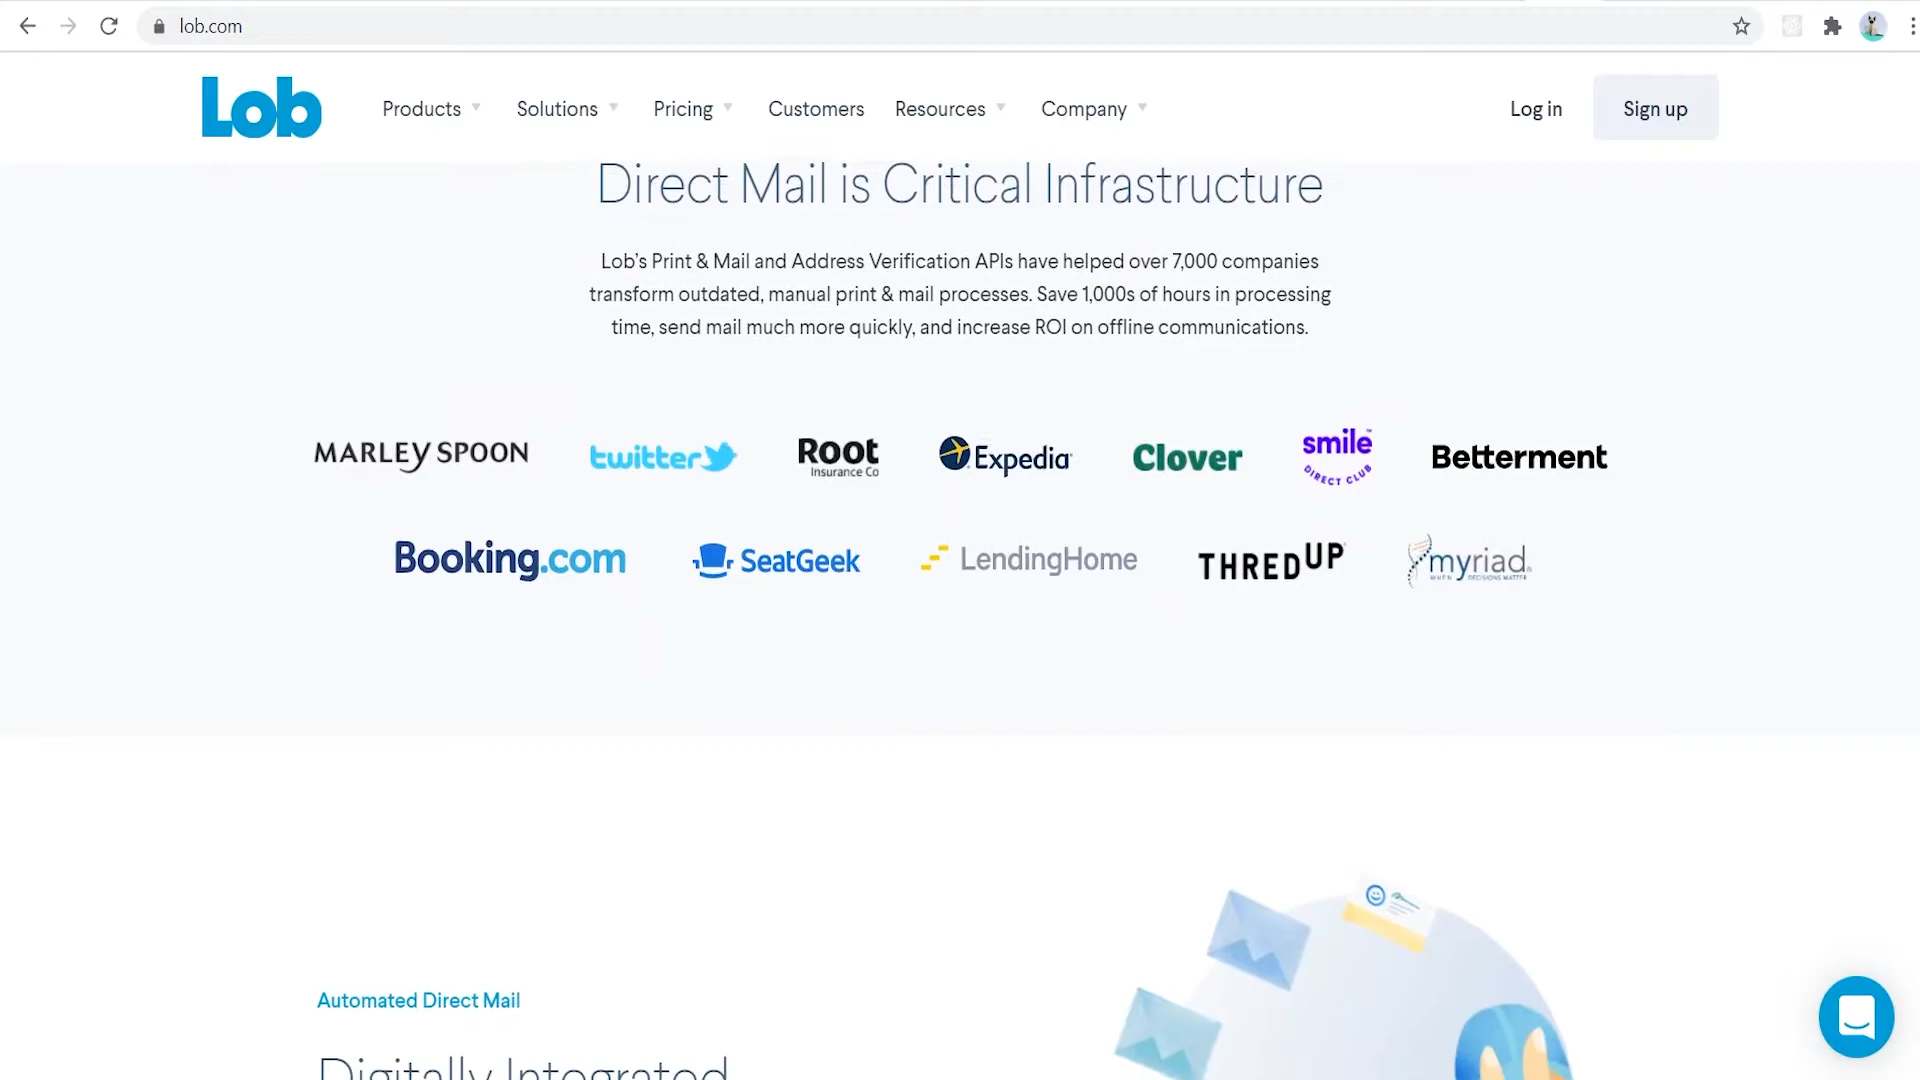 lob.com
Lob
Products
Solutions
Pricing
Customers
Resources
Company
Log in
Sign up
Direct Mail is Critical Infrastructure
Lob's Print & Mail and Address Verification APIs have helped over 7,000 companies
transform outdated, manual print & mail processes. Save 1,000s of hours in processing
time, send mail much more quickly, and increase ROI on offline communications.
MARLEY SPOON
twitter
Root
Insurance Co
Expedia
Clover
smile™
DIRECT CLUB
Betterment
Booking.com
SeatGeek
LendingHome
THREDUP
myriad®
WHEN DECISIONS MATTER
Automated Direct Mail
Digitally Integrated